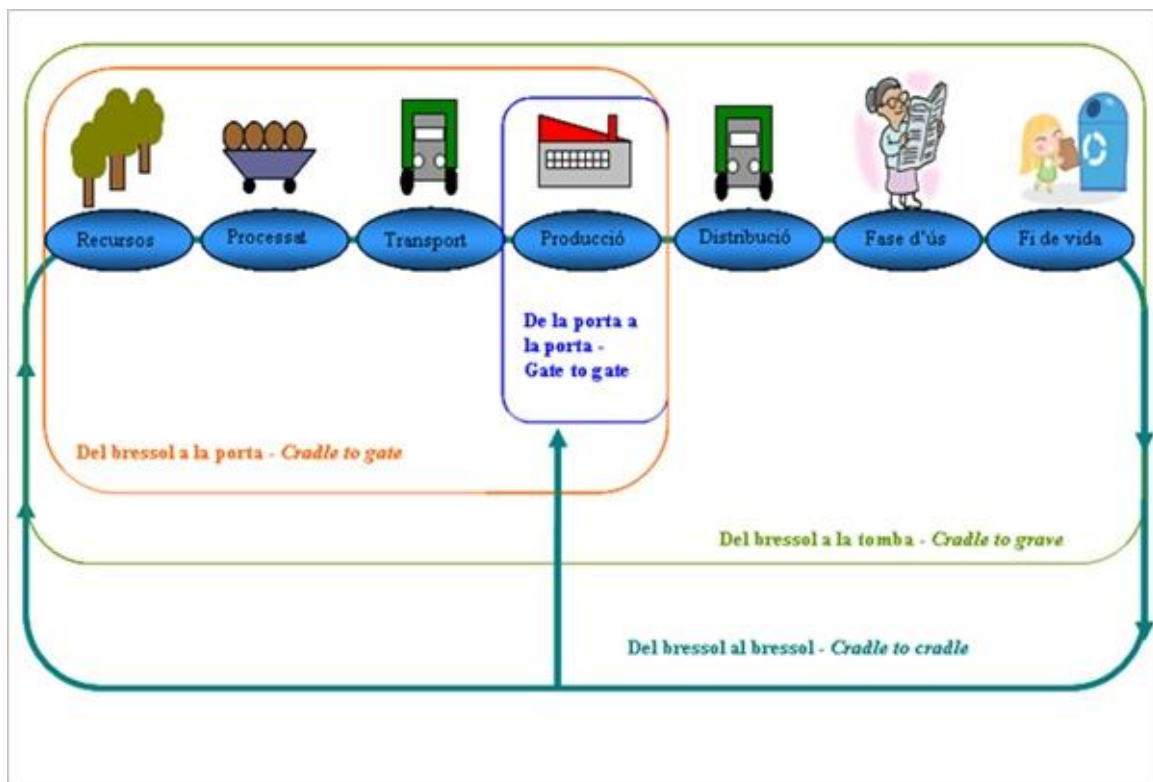 Recursos
Processat
Transport
Producció
Distribució
Fase d'ús
Fi de vida
De la porta a
la porta -
Gate to gate
Del bressol a la porta - Cradle to gate
Del bressol a la tomba - Cradle to grave
Del bressol al bressol - Cradle to cradle